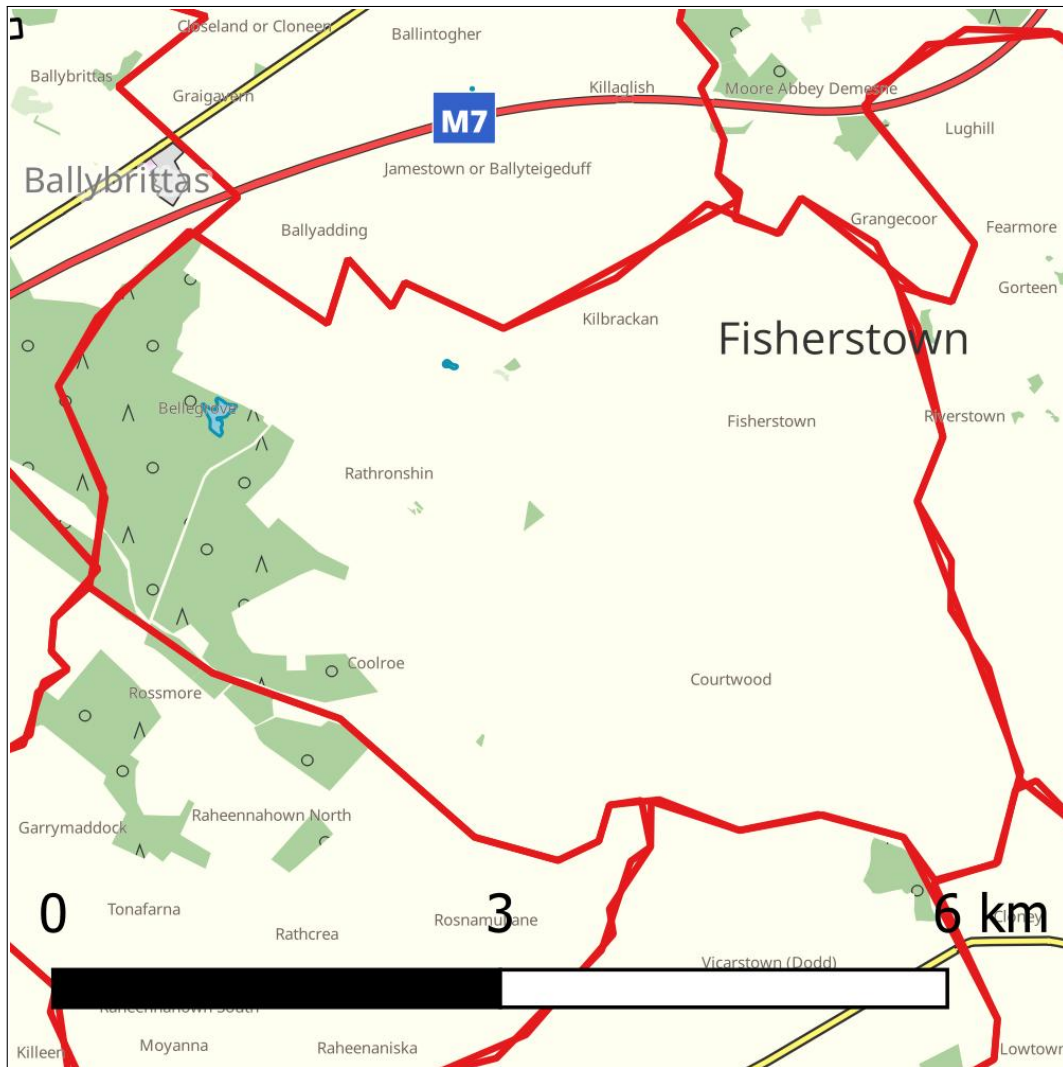 Closeland or Cloneen
Ballintogher
Ballybrittas
Graigavern
Killaglish
Moore Abbey Demesne
M7
Lughill
Jamestown or Ballyteigeduff
Ballybrittas
Ballyadding
Grangecoor
Fearmore
Gorteen
Kilbrackan
Fisherstown
Bellegrove
Fisherstown
Riverstown
Rathronshin
Coolroe
Courtwood
Rossmore
Raheennahown North
Garrymaddock
0 3 6 km
Tonafarna
Rosnamullane
Cloney
Rathcrea
Vicarstown (Dodd)
Raheennahown South
Killeen
Moyanna
Raheenaniska
Lowtown